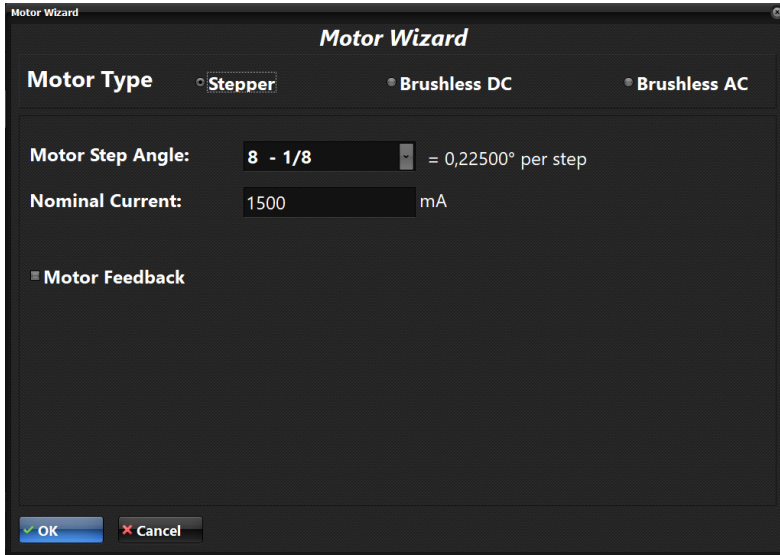 Motor Wizard
Motor Wizard
Motor Type Stepper Brushless DC Brushless AC
Motor Step Angle: 8 - 1/8 = 0,22500° per step
Nominal Current: 1500 mA
Motor Feedback
OK Cancel